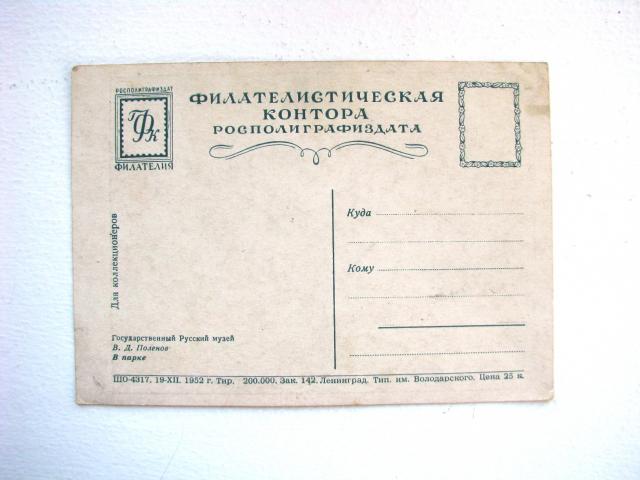 РОСПОЛИГРАФИЗДАТ
ГФК
ФИЛАТЕЛИЯ
ФИЛАТЕЛИСТИЧЕСКАЯ
КОНТОРА
РОСПОЛИГРАФИЗДАТА
Для коллекционеров
Куда
Кому
Государственный Русский музей
В. Д. Поленов
В парке
ШО-4317. 19-XII. 1952 г. Тир. 200.000. Зак. 142. Ленинград. Тип. им. Володарского. Цена 25 к.